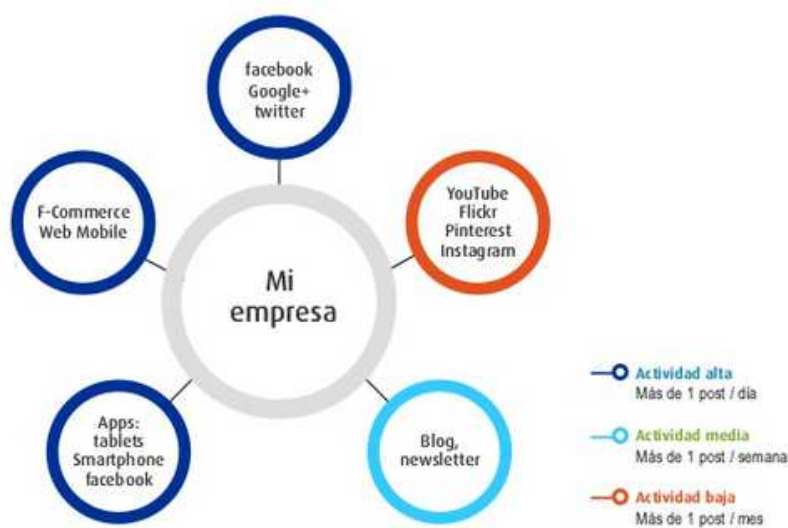 facebook
Google+
twitter
F-Commerce
Web Mobile
YouTube
Flickr
Pinterest
Instagram
Mi
empresa
Apps:
tablets
Smartphone
facebook
Blog,
newsletter
Actividad alta
Más de 1 post / día
Actividad media
Más de 1 post / semana
Actividad baja
Más de 1 post / mes